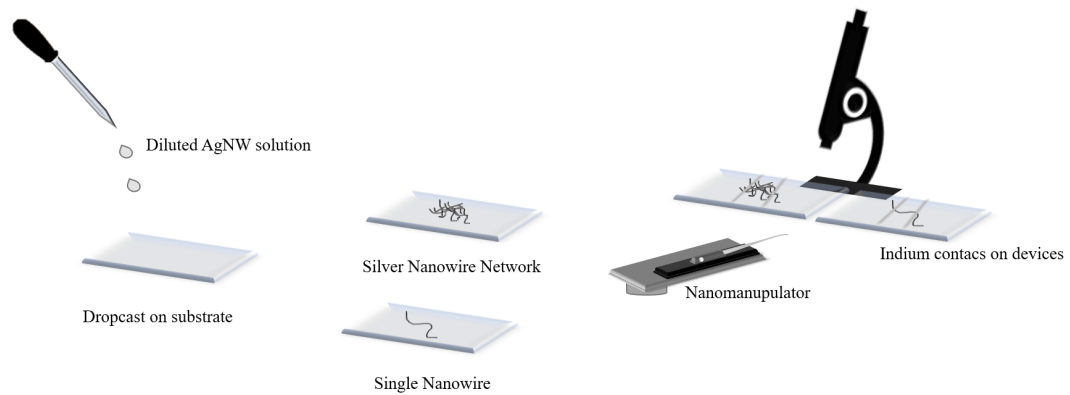 Diluted AgNW solution
Dropcast on substrate
Silver Nanowire Network
Single Nanowire
Nanomanupulator
Indium contacs on devices